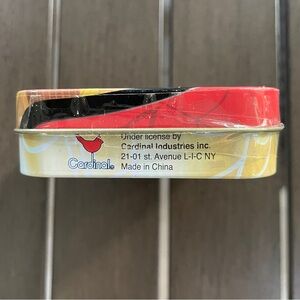 Cardinal®
Under license by
Cardinal Industries inc.
21-01 st. Avenue L-I-C NY
Made in China